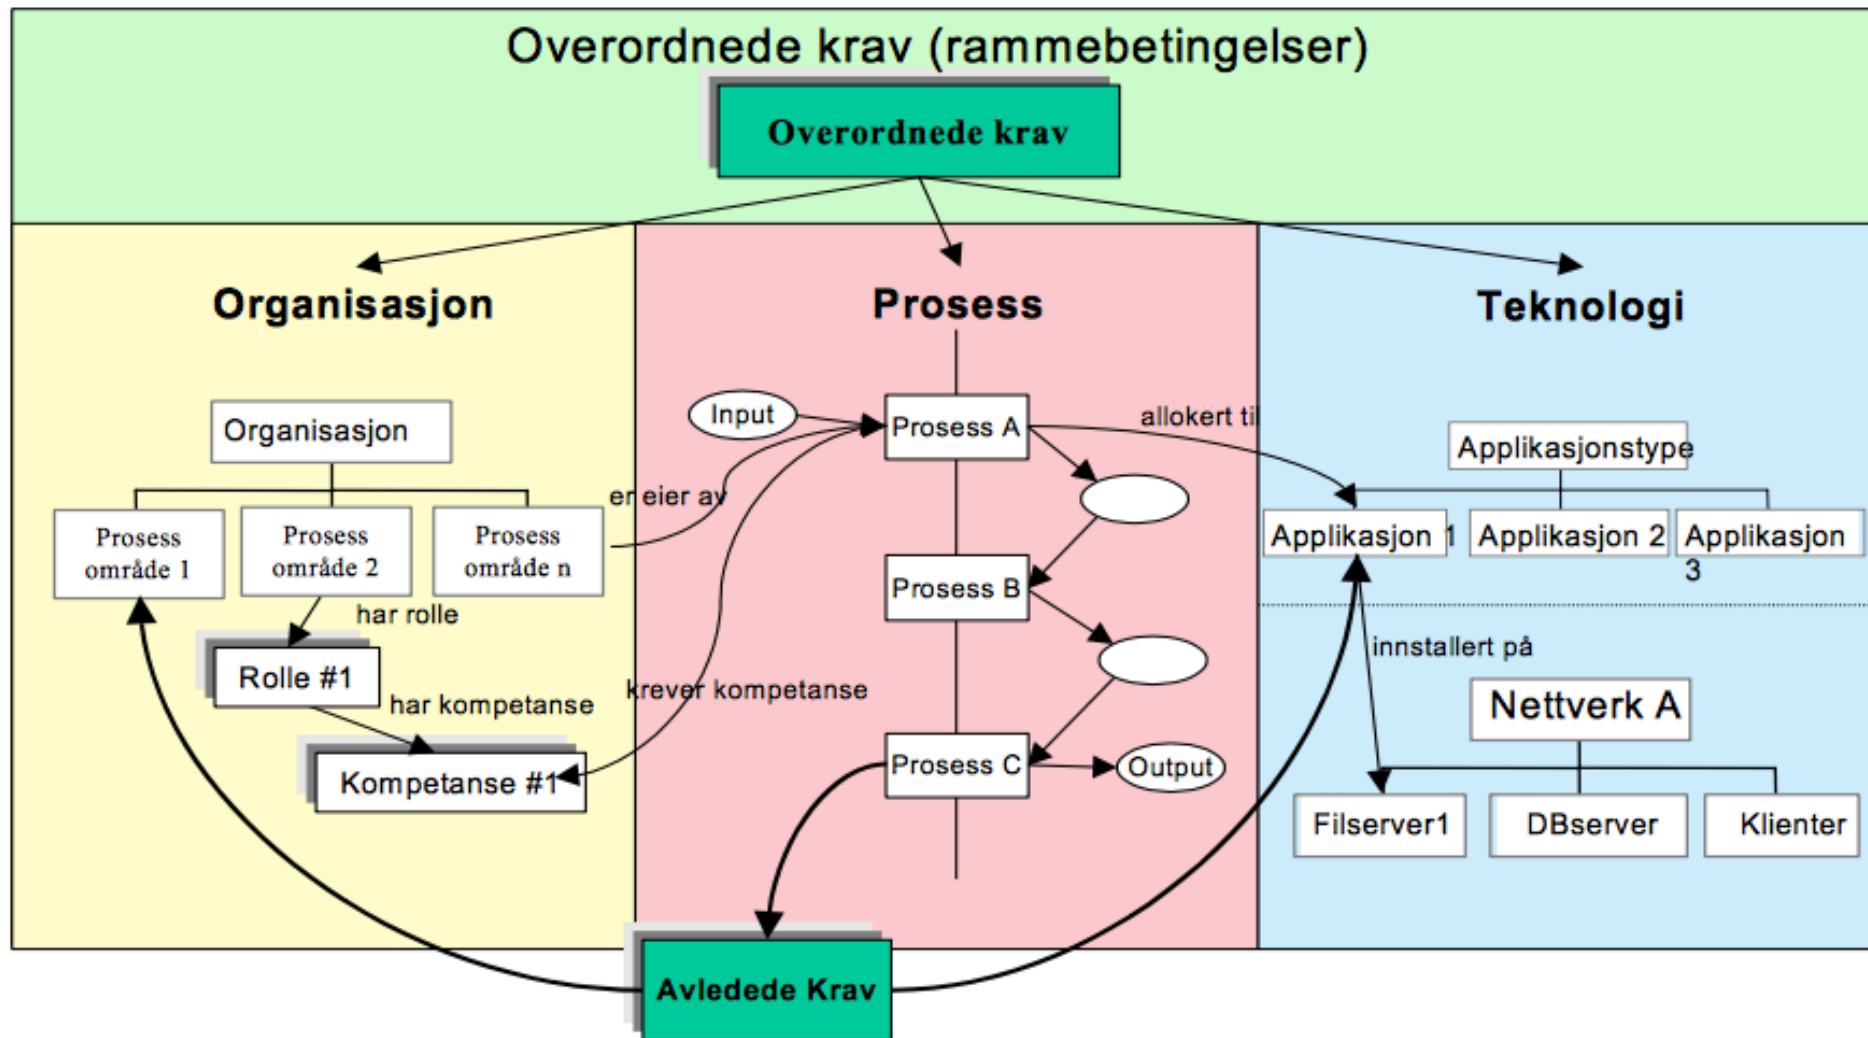 Overordnede krav (rammebetingelser)
Overordnede krav
Organisasjon
Prosess
Teknologi
Organisasjon
Prosess
område 1
Prosess
område 2
Prosess
område n
har rolle
Rolle #1
har kompetanse
Kompetanse #1
er eier av
krever kompetanse
Input
Prosess A
Prosess B
Prosess C
Output
allokert til
Applikasjonstype
Applikasjon 1
Applikasjon 2
Applikasjon
3
innstallert på
Nettverk A
Filserver1
DBserver
Klienter
Avledede Krav